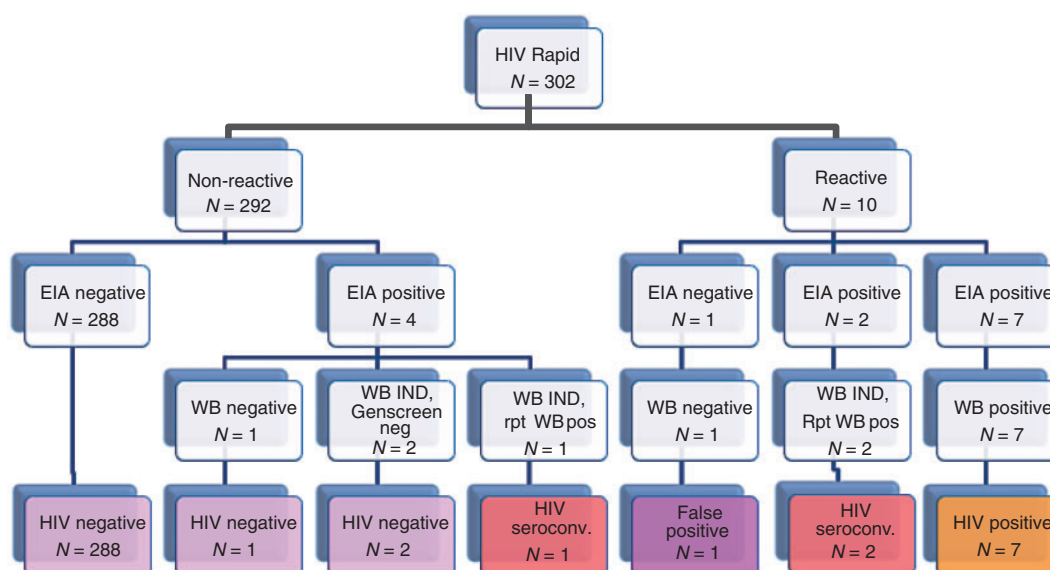 HIV Rapid
N = 302
Non-reactive
N = 292
Reactive
N = 10
EIA negative
N = 288
EIA positive
N = 4
EIA negative
N = 1
EIA positive
N = 2
EIA positive
N = 7
WB negative
N = 1
WB IND,
Genscreen
neg
N = 2
WB IND,
rpt WB pos
N = 1
WB negative
N = 1
WB IND,
Rpt WB pos
N = 2
WB positive
N = 7
HIV negative
N = 288
HIV negative
N = 1
HIV negative
N = 2
HIV
seroconv.
N = 1
False
positive
N = 1
HIV
seroconv.
N = 2
HIV positive
N = 7